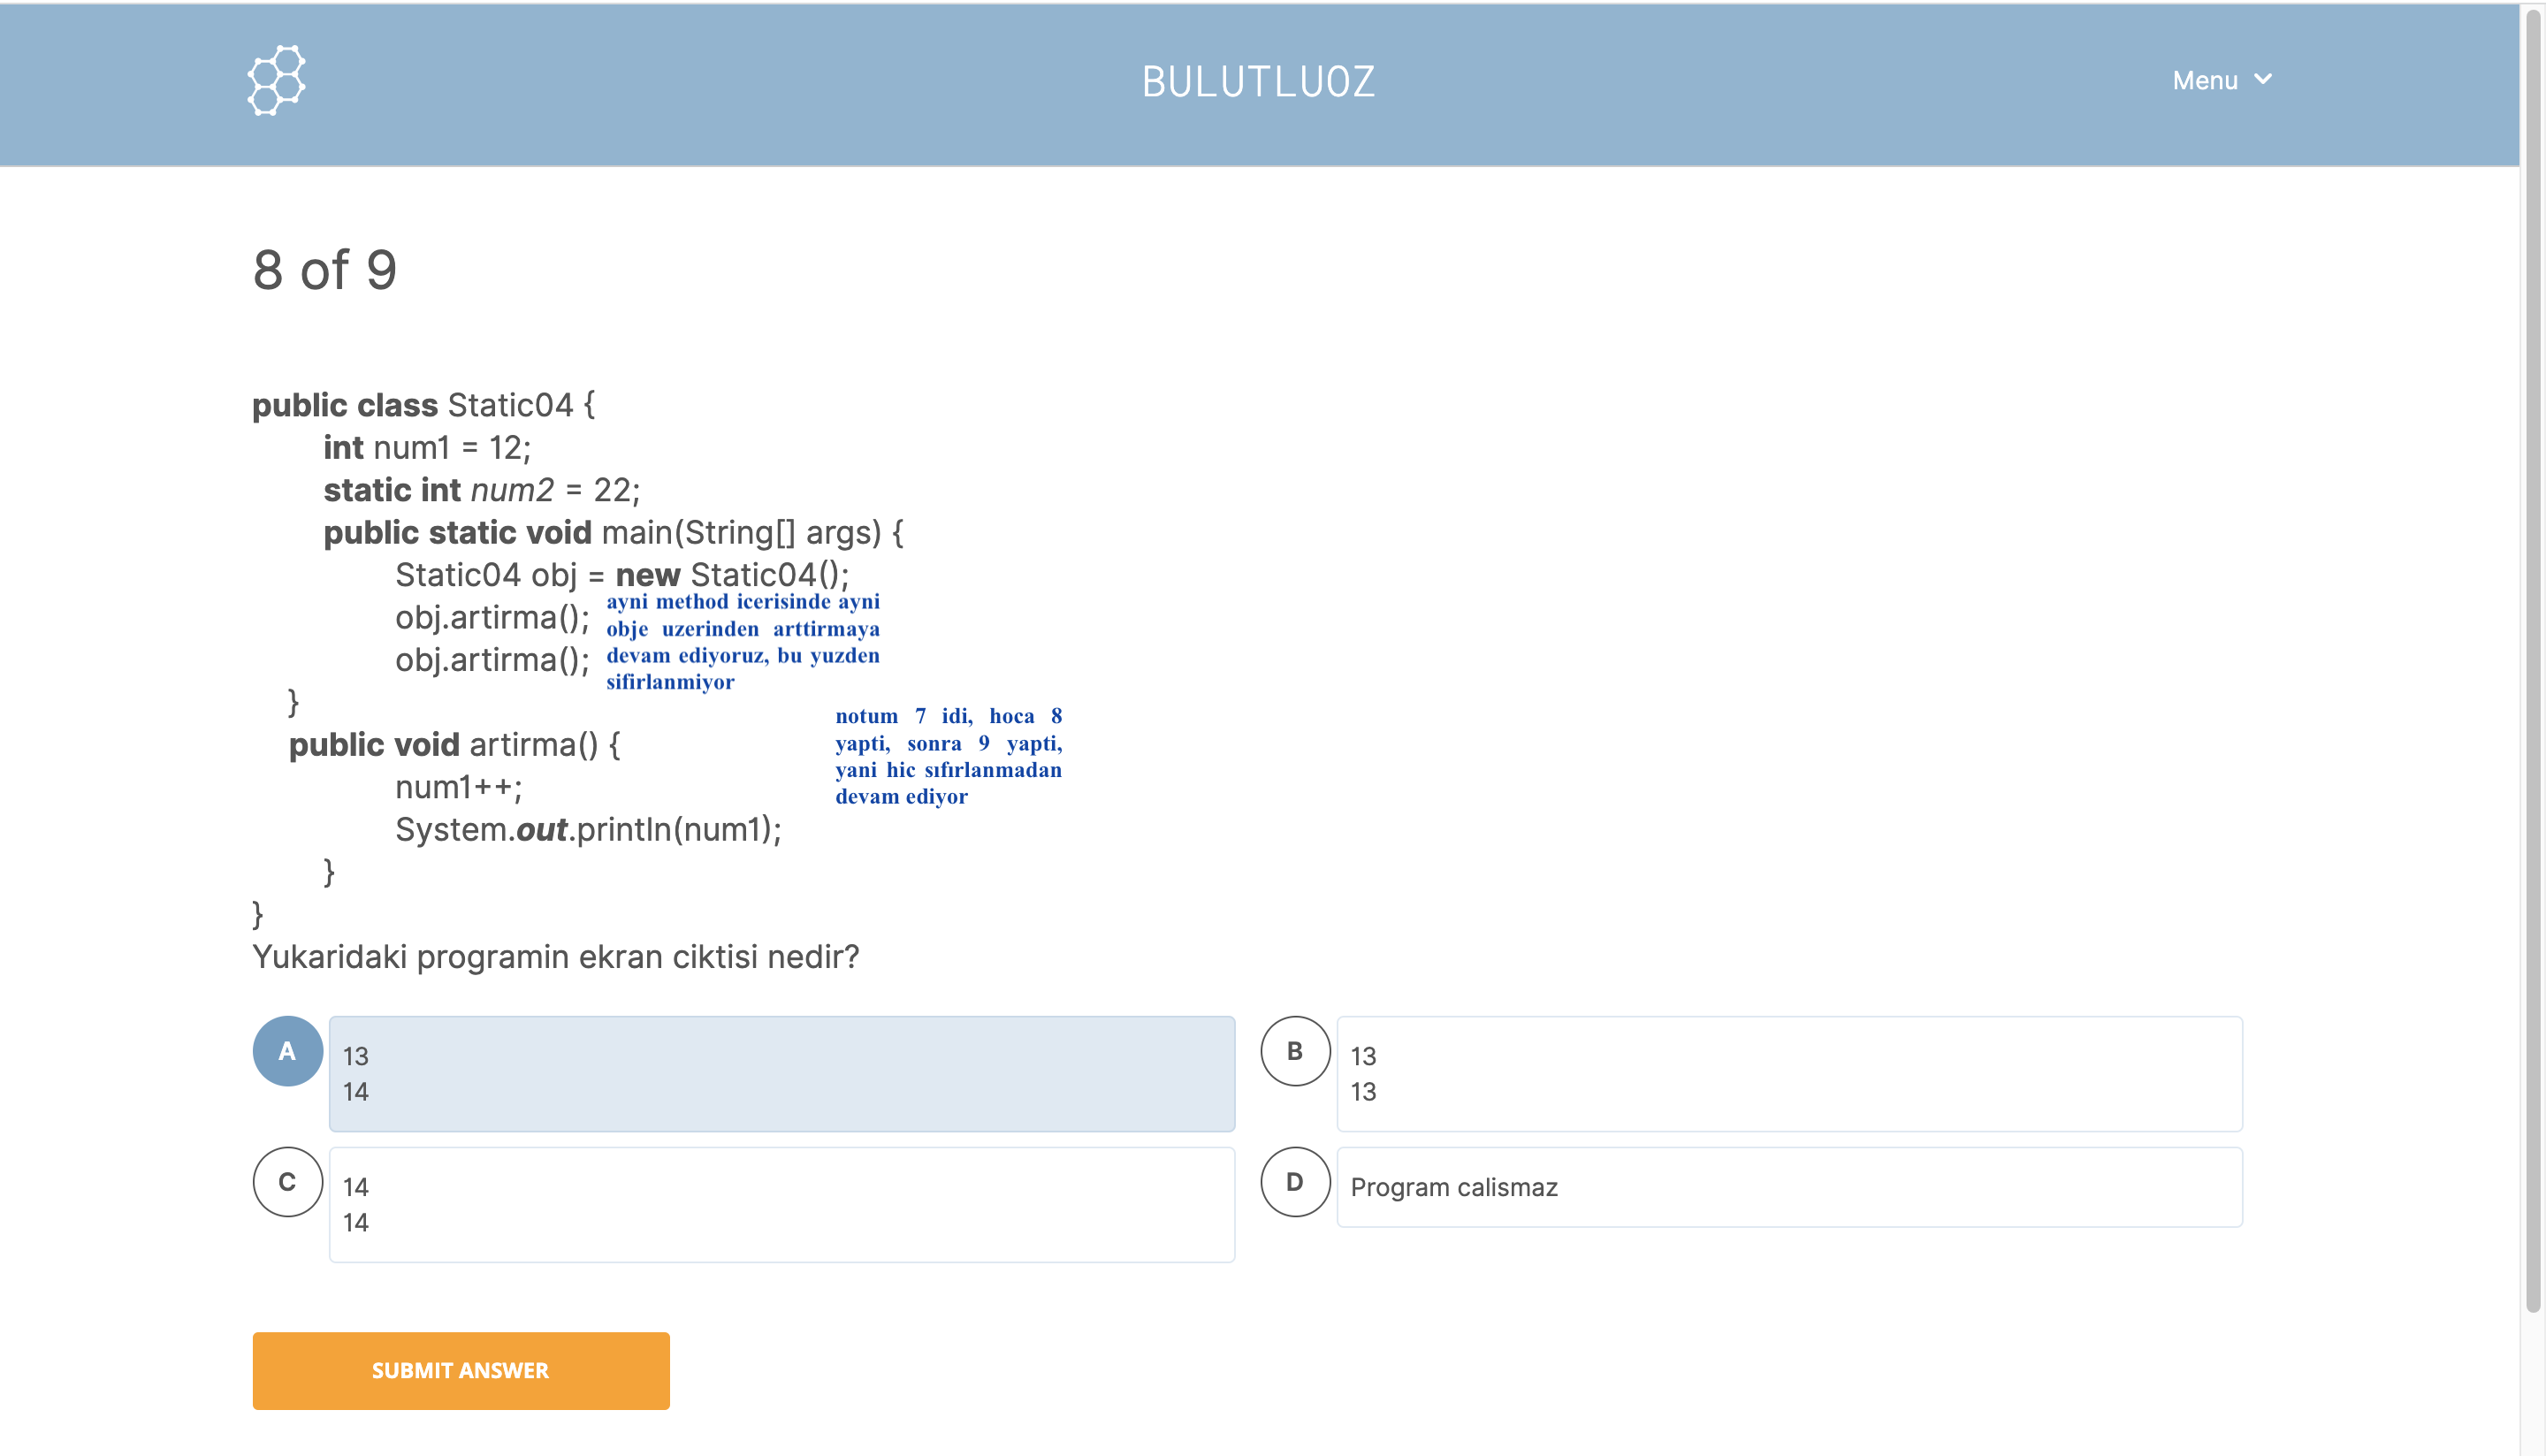 BULUTLUOZ
Menu
8 of 9
public class Static04 {
int num1 = 12;
static int num2 = 22;
public static void main(String[] args) {
Static04 obj = new Static04();
obj.artirma();
obj.artirma();
ayni method icerisinde ayni
obje uzerinden arttirmaya
devam ediyoruz, bu yuzden
sifirlanmiyor
}
public void artirma() {
num1++;
System.out.println(num1);
notum 7 idi, hoca 8
yapti, sonra 9 yapti,
yani hic sıfırlanmadan
devam ediyor
}
}
Yukaridaki programin ekran ciktisi nedir?
A
13
14
B
13
13
C
14
14
D
Program calismaz
SUBMIT ANSWER